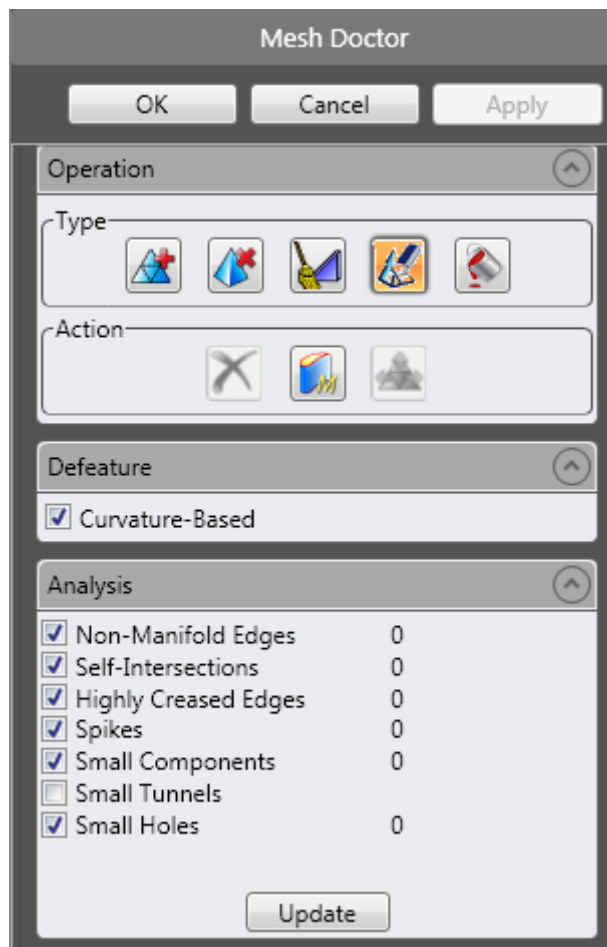 Mesh Doctor
OK Cancel Apply
Operation
Type
Action
M
Defeature
Curvature-Based
Analysis
Non-Manifold Edges 0
Self-Intersections 0
Highly Creased Edges 0
Spikes 0
Small Components 0
Small Tunnels
Small Holes 0
Update